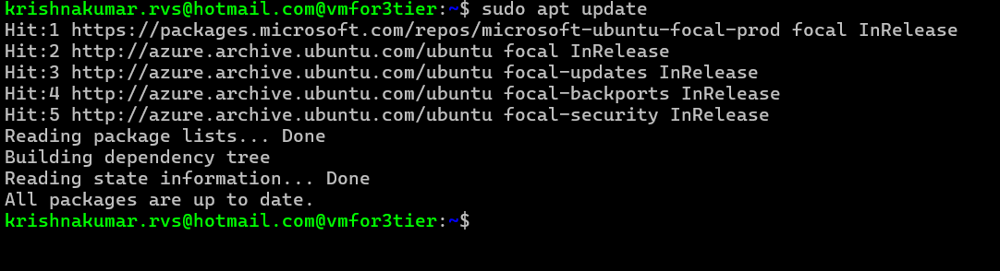 krishnakumar.rvs@hotmail.com@vmfor3tier:~$ sudo apt update
Hit:1 https://packages.microsoft.com/repos/microsoft-ubuntu-focal-prod focal InRelease
Hit:2 http://azure.archive.ubuntu.com/ubuntu focal InRelease
Hit:3 http://azure.archive.ubuntu.com/ubuntu focal-updates InRelease
Hit:4 http://azure.archive.ubuntu.com/ubuntu focal-backports InRelease
Hit:5 http://azure.archive.ubuntu.com/ubuntu focal-security InRelease
Reading package lists... Done
Building dependency tree
Reading state information... Done
All packages are up to date.
krishnakumar.rvs@hotmail.com@vmfor3tier:~$